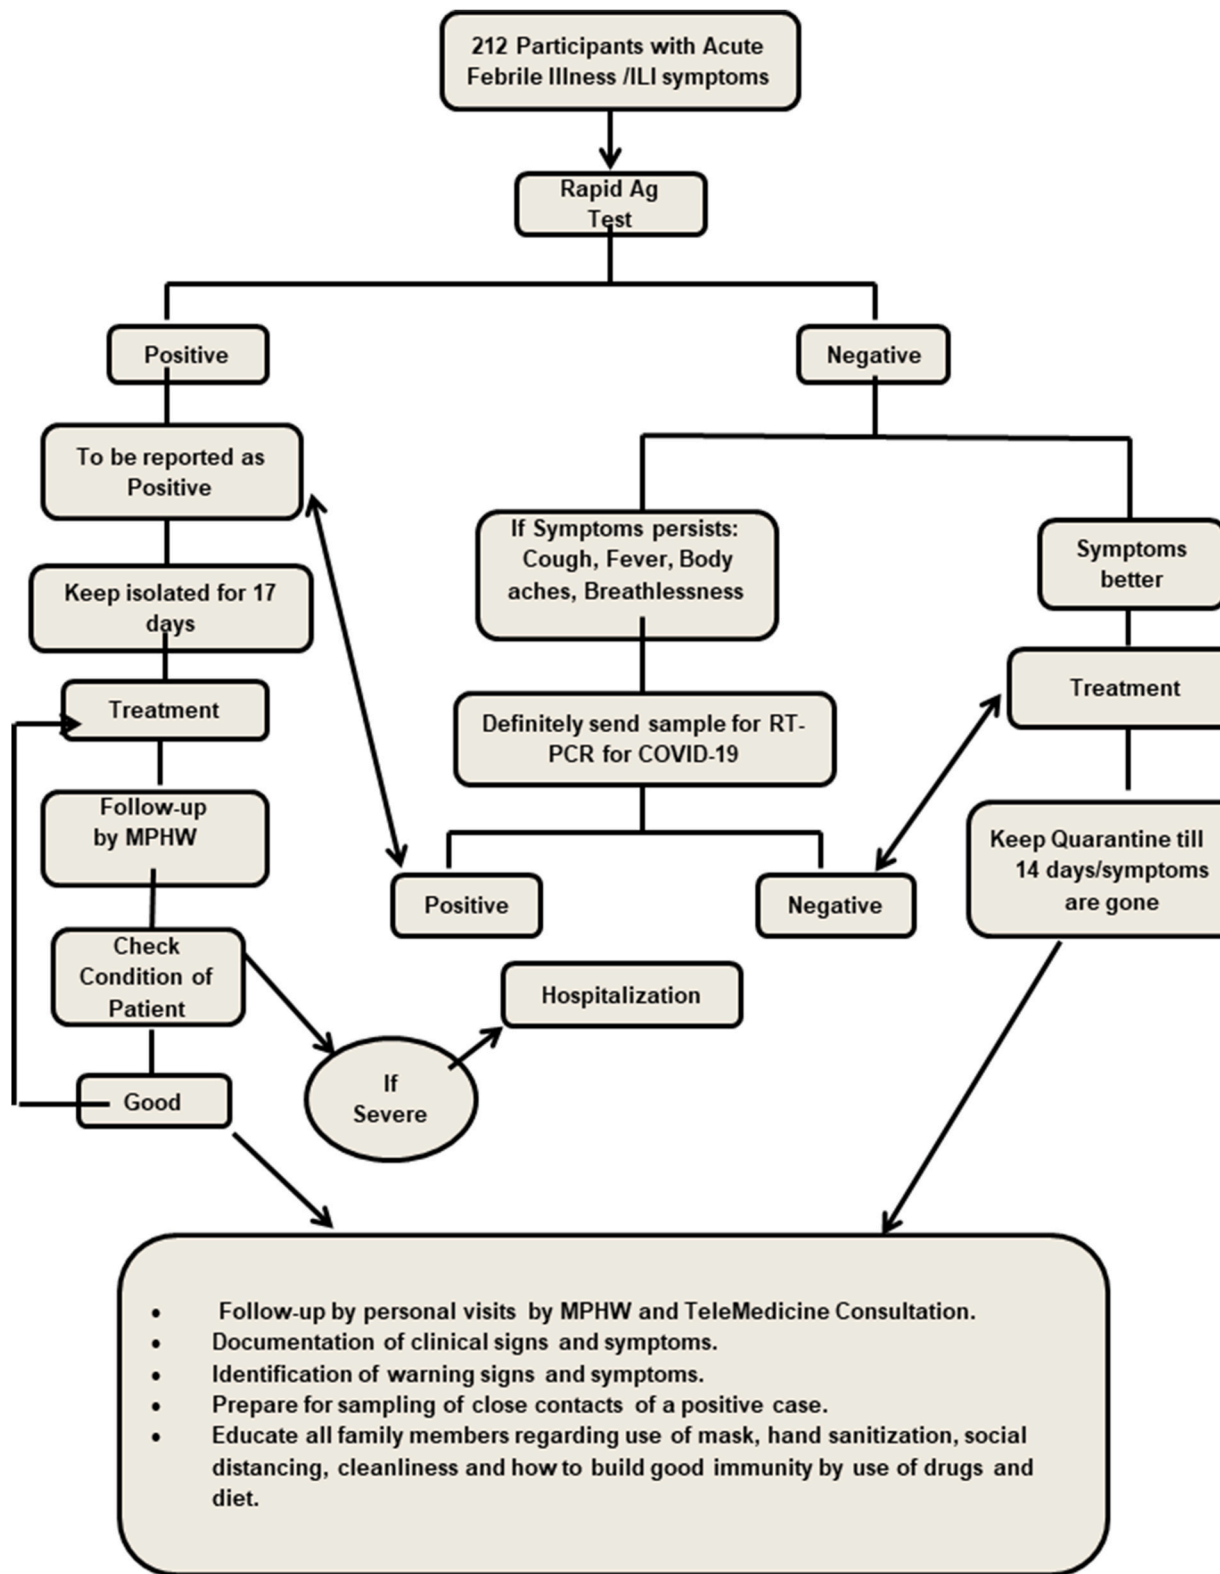 212 Participants with Acute
Febrile Illness /ILI symptoms
Rapid Ag
Test
Positive
Negative
To be reported as
Positive
If Symptoms persists:
Cough, Fever, Body
aches, Breathlessness
Symptoms
better
Keep isolated for 17
days
Treatment
Treatment
Definitely send sample for RT-
PCR for COVID-19
Follow-up
by MPHW
Keep Quarantine till
14 days/symptoms
are gone
Positive
Negative
Check
Condition of
Patient
Hospitalization
Good
If
Severe
• Follow-up by personal visits by MPHW and TeleMedicine Consultation.
• Documentation of clinical signs and symptoms.
• Identification of warning signs and symptoms.
• Prepare for sampling of close contacts of a positive case.
• Educate all family members regarding use of mask, hand sanitization, social
distancing, cleanliness and how to build good immunity by use of drugs and
diet.